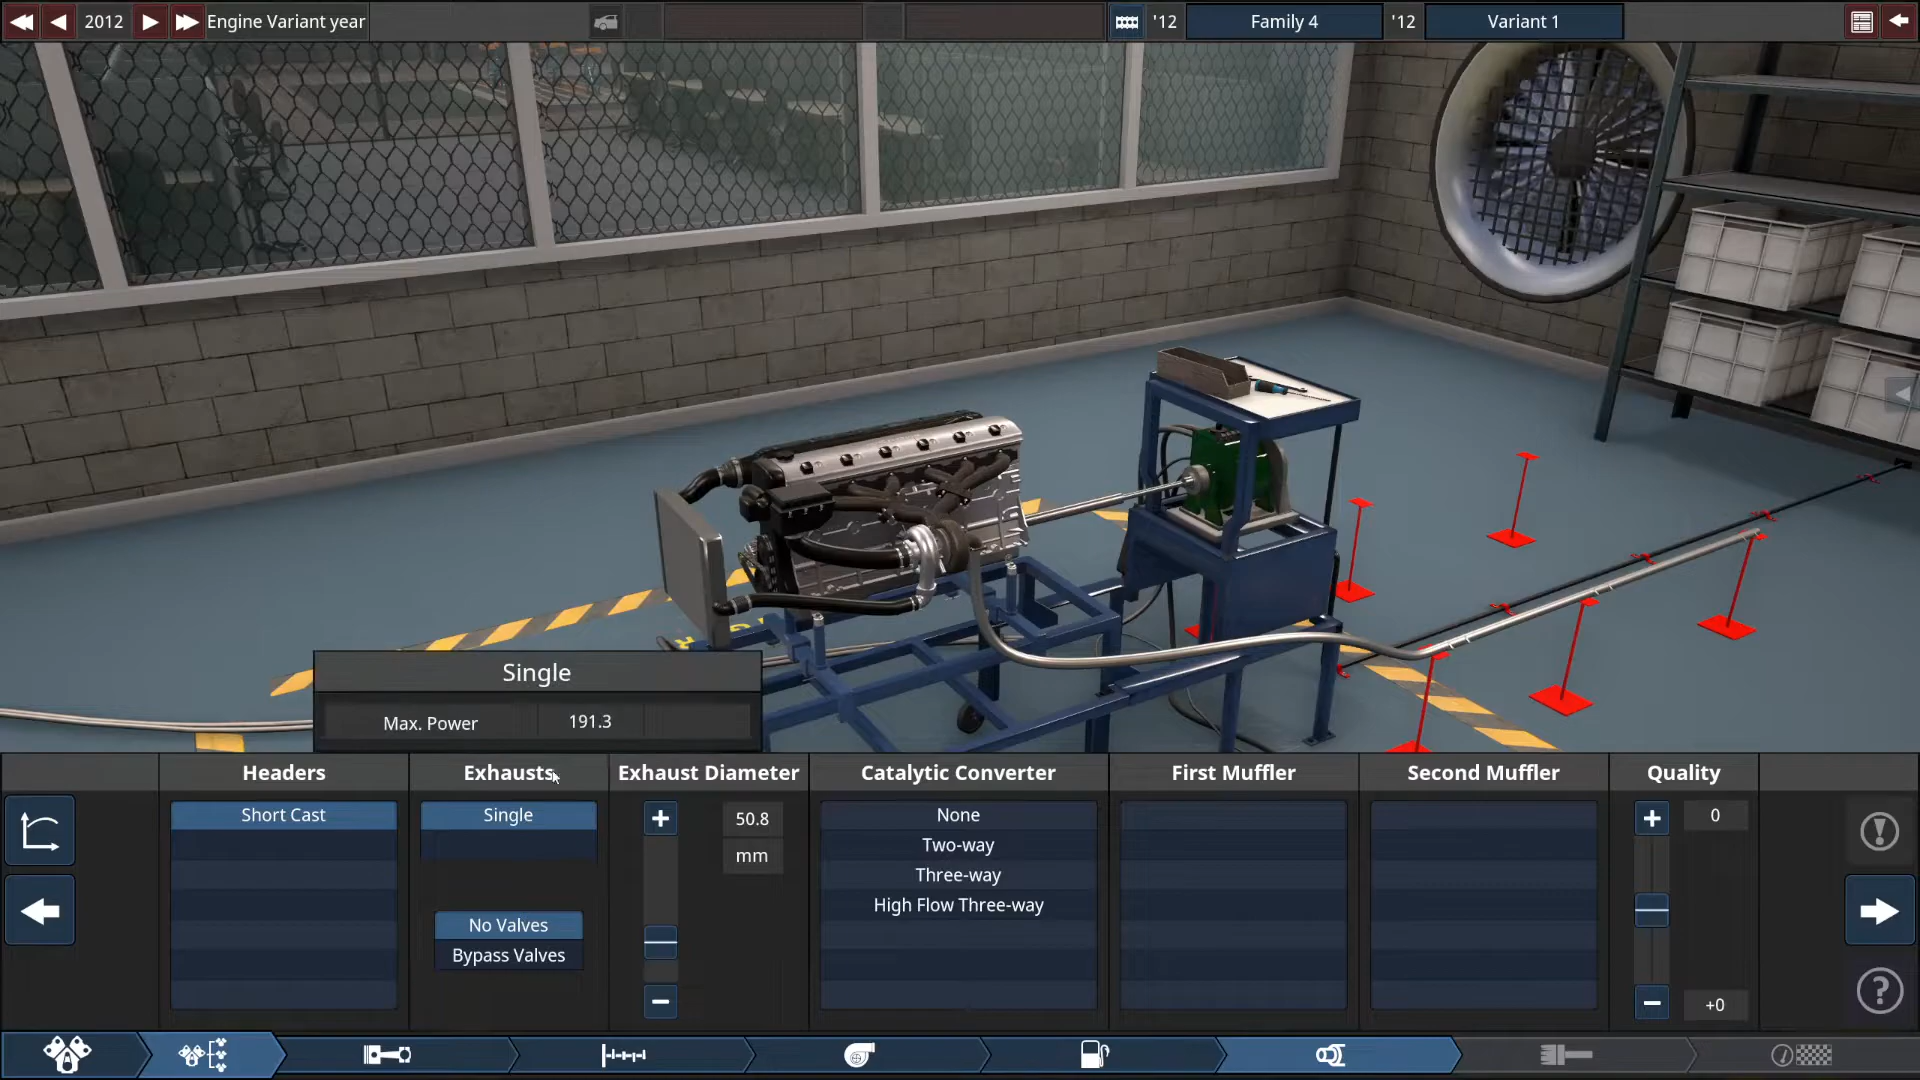 2012 Engine Variant year '12 Family 4 '12 Variant 1
Single
Max. Power 191.3
Headers
Short Cast
Exhausts
Single
No Valves
Bypass Valves
Exhaust Diameter
50.8
mm
Catalytic Converter
None
Two-way
Three-way
High Flow Three-way
First Muffler
Second Muffler
Quality
0
+0